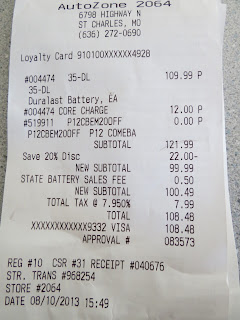 AutoZone 2064
6798 HIGHWAY N
ST CHARLES, MO
(636) 272-0690
Loyalty Card 910100XXXXXX4928
#004474 35-DL 109.99 P
35-DL
Duralast Battery, EA
#004474 CORE CHARGE 12.00 P
#519911 P12CBEM20OFF 0.00 P
P12CBEM20OFF P12 COMEBA
SUBTOTAL 121.99
Save 20% Disc 22.00-
NEW SUBTOTAL 99.99
STATE BATTERY SALES FEE 0.50
NEW SUBTOTAL 100.49
TOTAL TAX @ 7.950% 7.99
TOTAL 108.48
XXXXXXXXXXXX9332 VISA 108.48
APPROVAL # 083573
REG #10 CSR #31 RECEIPT #040676
STR. TRANS #968254
STORE #2064
DATE 08/10/2013 15:49